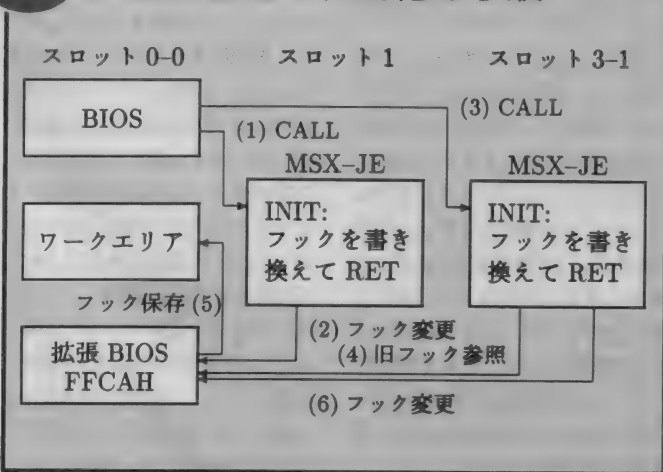 スロット 0–0
スロット 1
スロット 3–1
BIOS
(1) CALL
(3) CALL
MSX–JE
MSX–JE
INIT:
フックを書き
換えて RET
INIT:
フックを書き
換えて RET
ワークエリア
フック保存 (5)
(2) フック変更
(4) 旧フック参照
拡張 BIOS
FFCAH
(6) フック変更